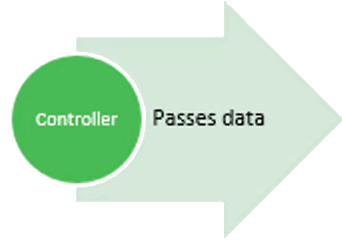 Controller
Passes data